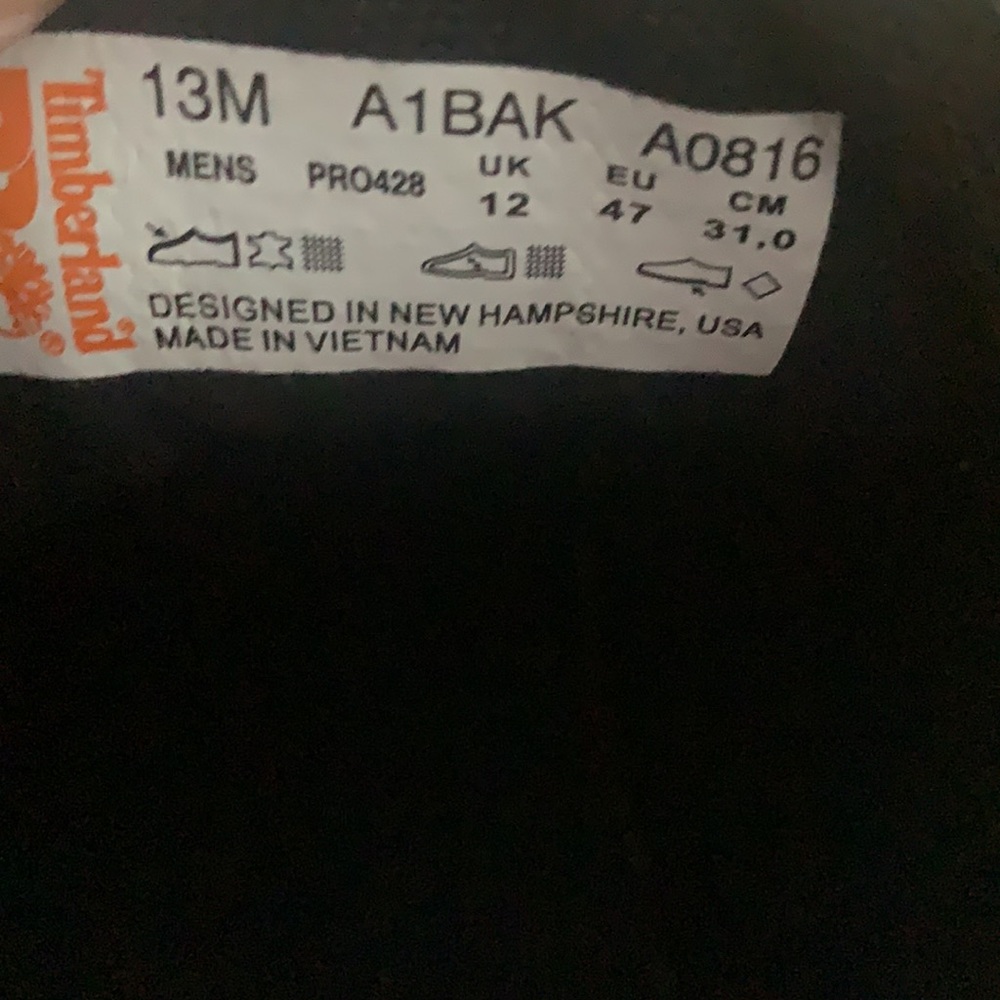 Timberland®
13M A1BAK A0816
MENS PRO428 UK 12 EU 47 CM 31,0
DESIGNED IN NEW HAMPSHIRE, USA
MADE IN VIETNAM